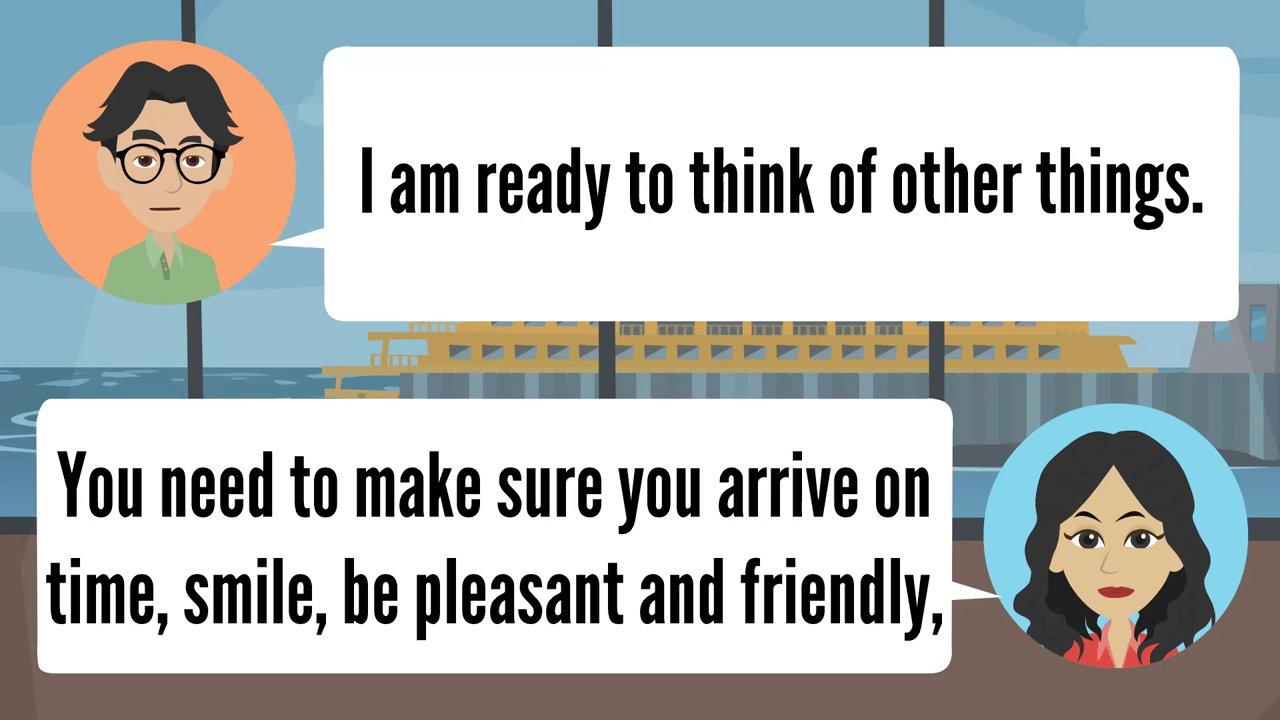 I am ready to think of other things.
You need to make sure you arrive on
time, smile, be pleasant and friendly,